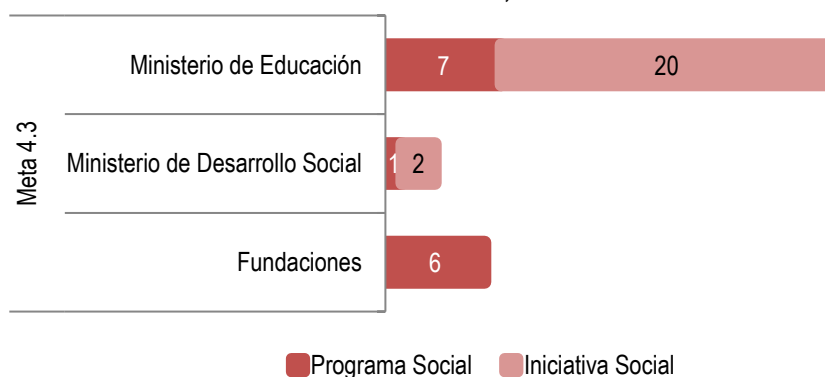 Meta 4.3
Ministerio de Educación 7 20
Ministerio de Desarrollo Social 1 2
Fundaciones 6
Programa Social Iniciativa Social